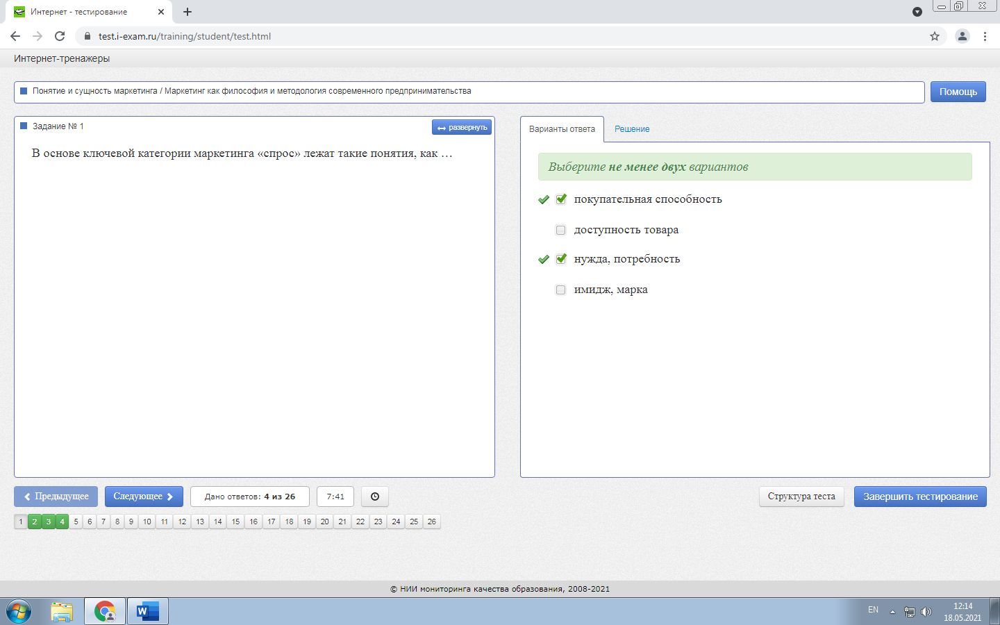 Интернет - тестирование
test.i-exam.ru/training/student/test.html
Интернет-тренажеры
Понятие и сущность маркетинга / Маркетинг как философия и методология современного предпринимательства
Помощь
Задание № 1
развернуть
В основе ключевой категории маркетинга «спрос» лежат такие понятия, как …
Варианты ответа
Решение
Выберите не менее двух вариантов
покупательная способность
доступность товара
нужда, потребность
имидж, марка
Предыдущее
Следующее
Дано ответов: 4 из 26
7:41
Структура теста
Завершить тестирование
1 2 3 4 5 6 7 8 9 10 11 12 13 14 15 16 17 18 19 20 21 22 23 24 25 26
© НИИ мониторинга качества образования, 2008-2021
W
EN
12:14
18.05.2021